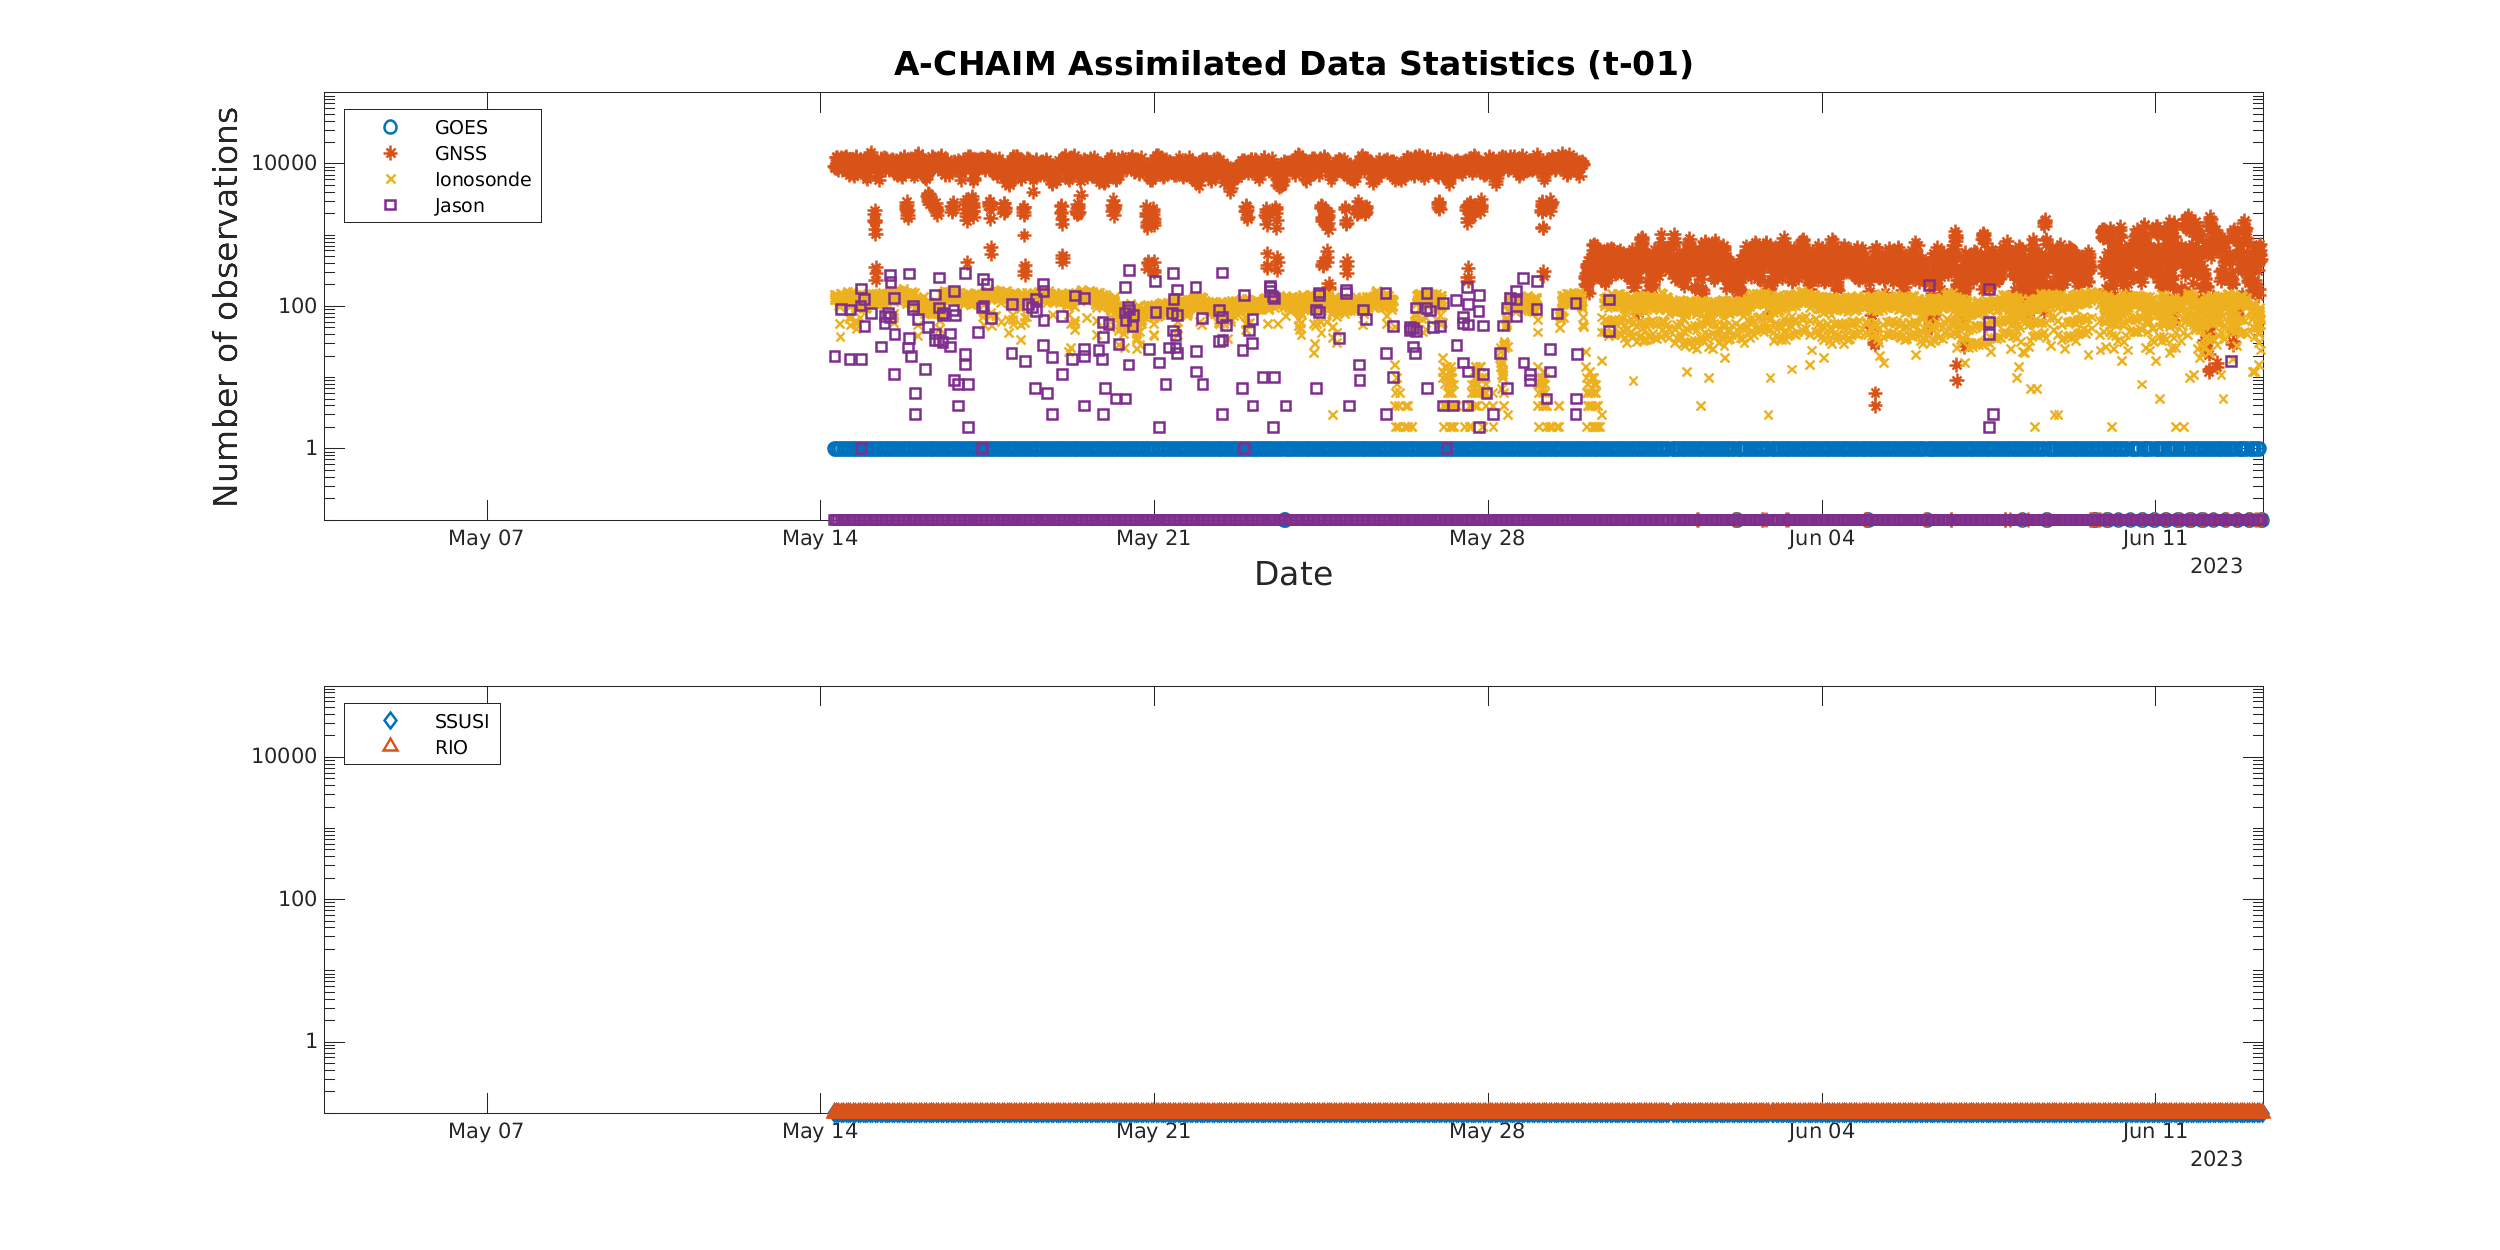 A-CHAIM Assimilated Data Statistics (t-01)
Number of observations
10000
100
1
GOES
GNSS
Ionosonde
Jason
May 07
May 14
May 21
May 28
Jun 04
Jun 11
2023
Date
10000
100
1
SSUSI
RIO
May 07
May 14
May 21
May 28
Jun 04
Jun 11
2023